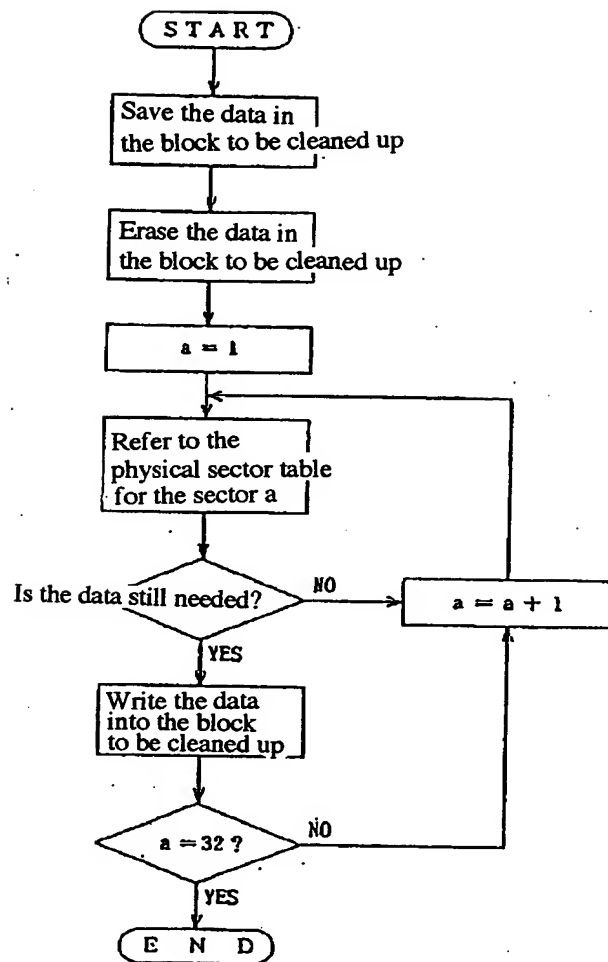 S T A R T
Save the data in
the block to be cleaned up
Erase the data in
the block to be cleaned up
a = 1
Refer to the
physical sector table
for the sector a
Is the data still needed?
NO
a = a + 1
YES
Write the data
into the block
to be cleaned up
a = 32 ?
NO
YES
E N D